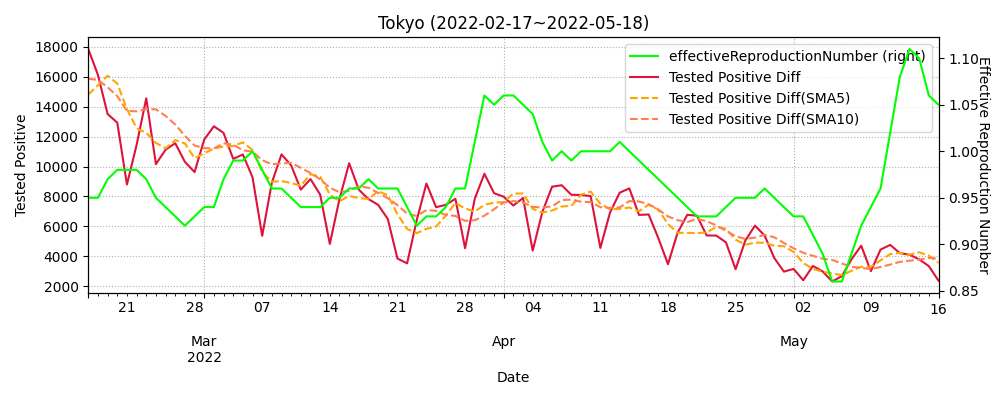 Tokyo (2022-02-17~2022-05-18)
effectiveReproductionNumber (right)
Tested Positive Diff
Tested Positive Diff(SMA5)
Tested Positive Diff(SMA10)
18000
16000
14000
12000
10000
8000
6000
4000
2000
Tested Positive
1.10
1.05
1.00
0.95
0.90
0.85
Effective Reproduction Number
21 28 07 14 21 28 04 11 18 25 02 09 16
Mar Apr May
2022
Date